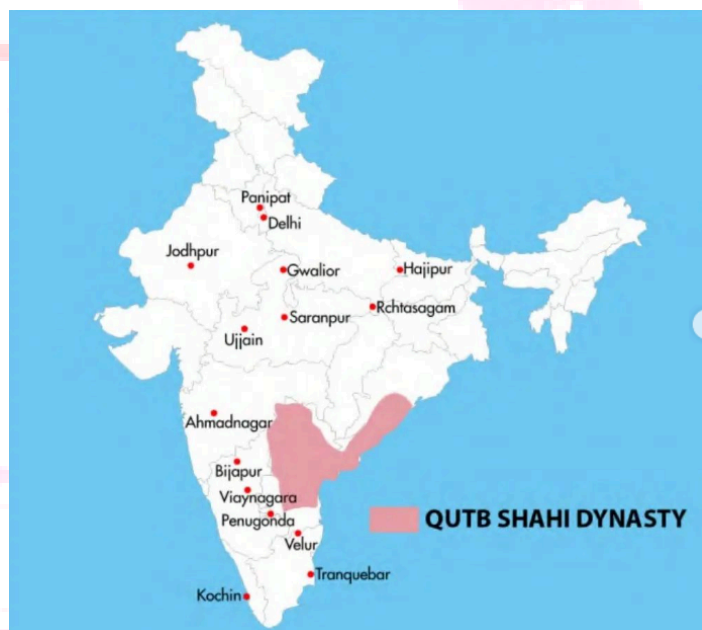 Panipat
Delhi
Jodhpur
Gwalior
Hajipur
Rchtasagam
Saranpur
Ujjain
Ahmadnagar
Bijapur
Viaynagara
Penugonda
QUTB SHAHI DYNASTY
Velur
Tranquebar
Kochin